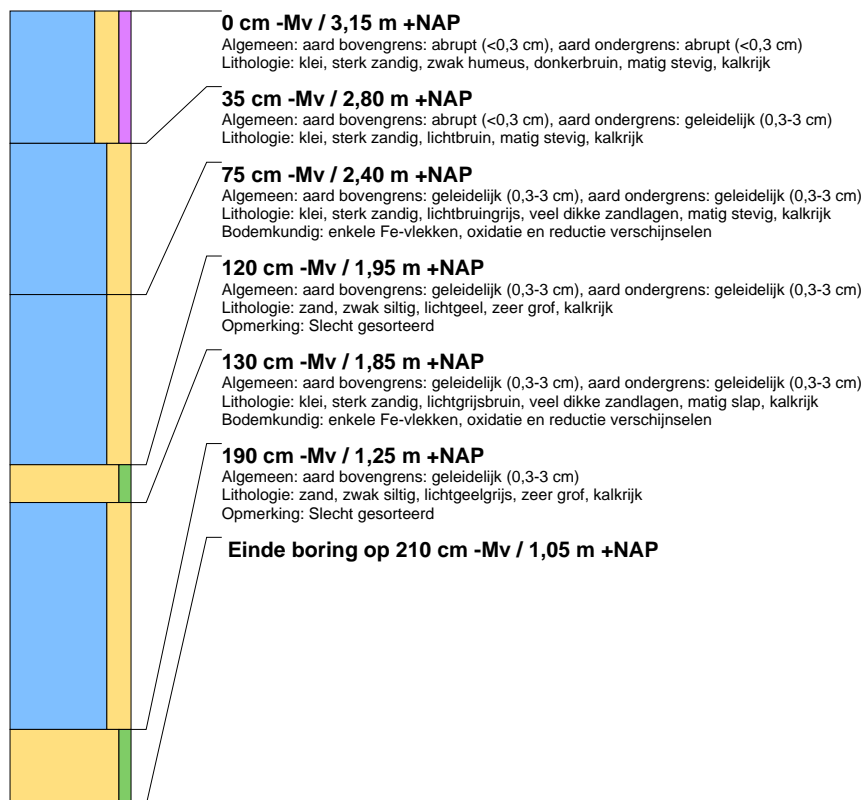 0 cm -Mv / 3,15 m +NAP
Algemeen: aard bovengrens: abrupt (<0,3 cm), aard ondergrens: abrupt (<0,3 cm)
Lithologie: klei, sterk zandig, zwak humeus, donkerbruin, matig stevig, kalkrijk
35 cm -Mv / 2,80 m +NAP
Algemeen: aard bovengrens: abrupt (<0,3 cm), aard ondergrens: geleidelijk (0,3-3 cm)
Lithologie: klei, sterk zandig, lichtbruin, matig stevig, kalkrijk
75 cm -Mv / 2,40 m +NAP
Algemeen: aard bovengrens: geleidelijk (0,3-3 cm), aard ondergrens: geleidelijk (0,3-3 cm)
Lithologie: klei, sterk zandig, lichtbruingrijs, veel dikke zandlagen, matig stevig, kalkrijk
Bodemkundig: enkele Fe-vlekken, oxidatie en reductie verschijnselen
120 cm -Mv / 1,95 m +NAP
Algemeen: aard bovengrens: geleidelijk (0,3-3 cm), aard ondergrens: geleidelijk (0,3-3 cm)
Lithologie: zand, zwak siltig, lichtgeel, zeer grof, kalkrijk
Opmerking: Slecht gesorteerd
130 cm -Mv / 1,85 m +NAP
Algemeen: aard bovengrens: geleidelijk (0,3-3 cm), aard ondergrens: geleidelijk (0,3-3 cm)
Lithologie: klei, sterk zandig, lichtgrijsbruin, veel dikke zandlagen, matig slap, kalkrijk
Bodemkundig: enkele Fe-vlekken, oxidatie en reductie verschijnselen
190 cm -Mv / 1,25 m +NAP
Algemeen: aard bovengrens: geleidelijk (0,3-3 cm)
Lithologie: zand, zwak siltig, lichtgeelgrijs, zeer grof, kalkrijk
Opmerking: Slecht gesorteerd
Einde boring op 210 cm -Mv / 1,05 m +NAP